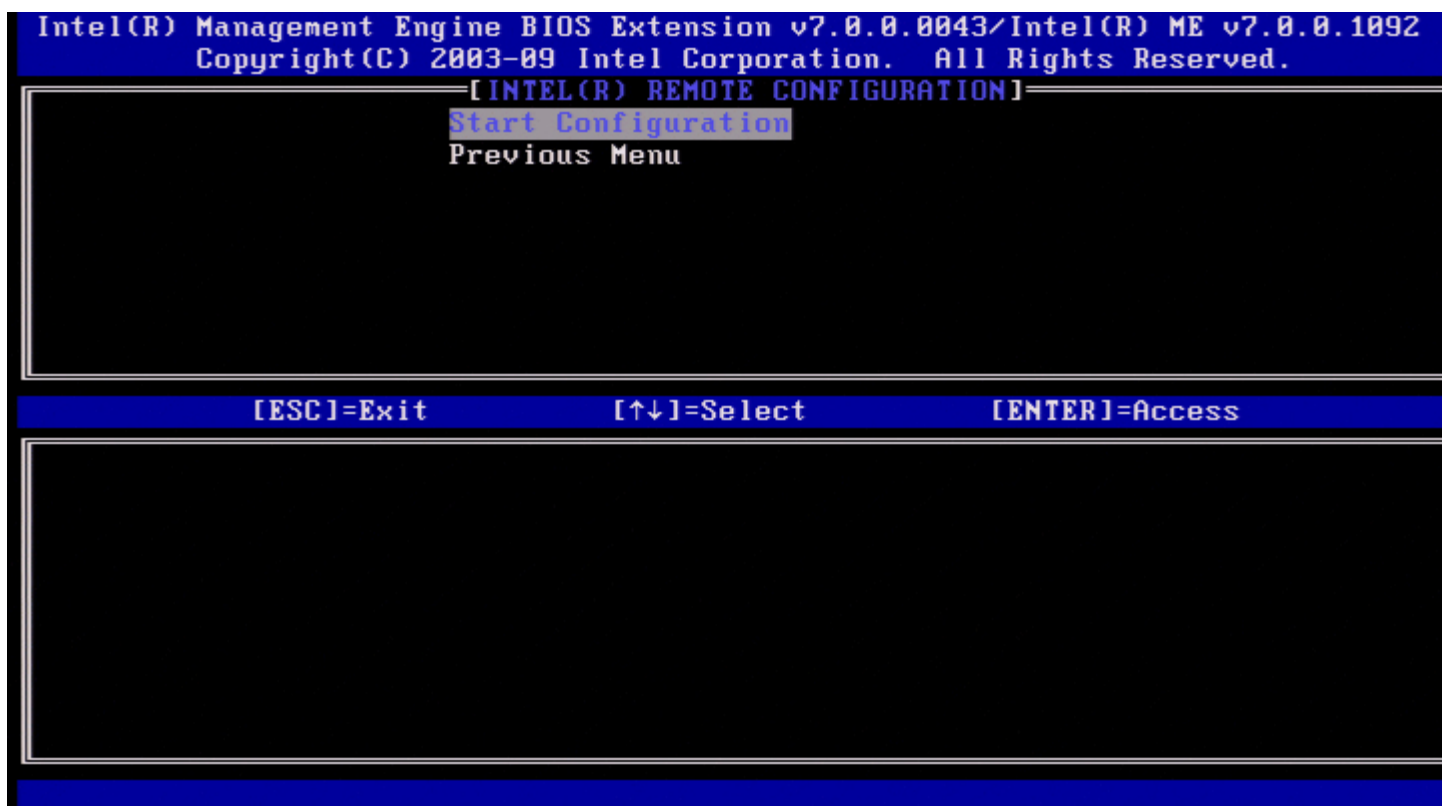 Intel(R) Management Engine BIOS Extension v7.0.0.0043/Intel(R) ME v7.0.0.1092
Copyright(C) 2003-09 Intel Corporation.  All Rights Reserved.
[INTEL(R) REMOTE CONFIGURATION]
Start Configuration
Previous Menu
[ESC]=Exit [↑↓]=Select [ENTER]=Access